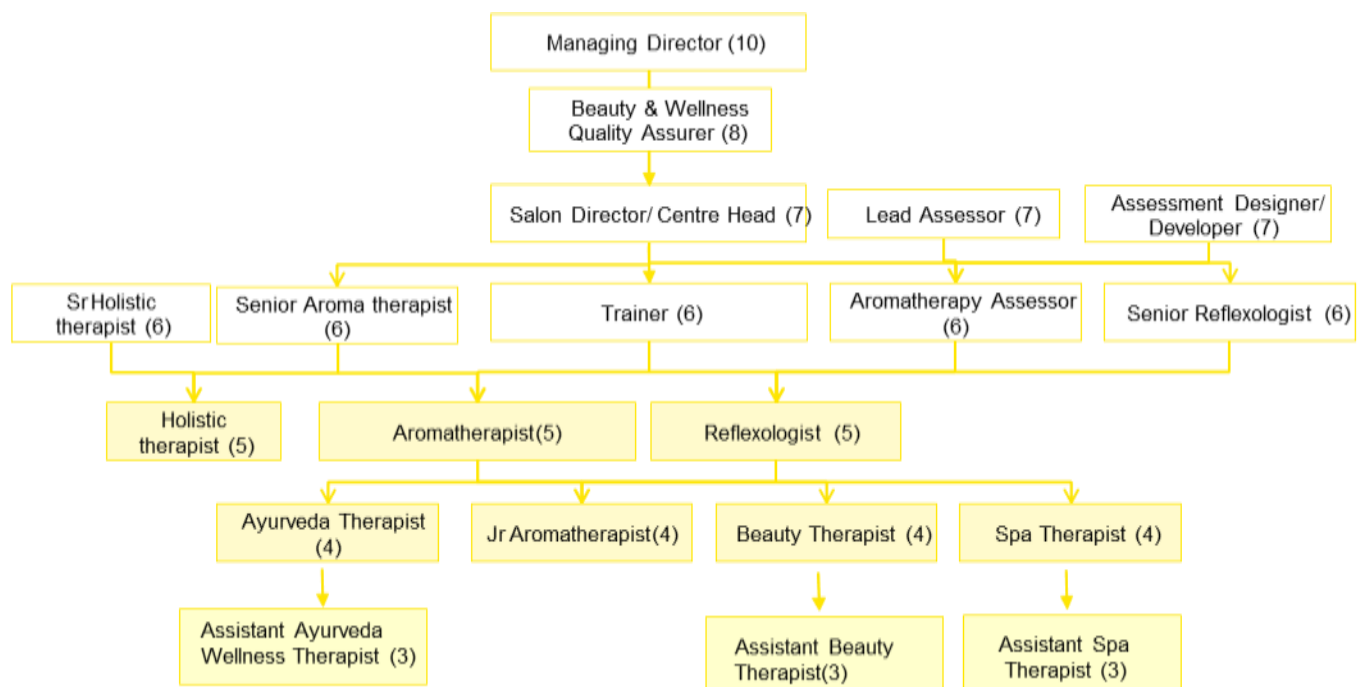 Managing Director (10)
Beauty & Wellness
Quality Assurer (8)
Salon Director/ Centre Head (7)
Lead Assessor (7)
Assessment Designer/
Developer (7)
Sr Holistic
therapist (6)
Senior Aroma therapist
(6)
Trainer (6)
Aromatherapy Assessor
(6)
Senior Reflexologist (6)
Holistic
therapist (5)
Aromatherapist(5)
Reflexologist (5)
Ayurveda Therapist
(4)
Jr Aromatherapist(4)
Beauty Therapist (4)
Spa Therapist (4)
Assistant Ayurveda
Wellness Therapist (3)
Assistant Beauty
Therapist(3)
Assistant Spa
Therapist (3)